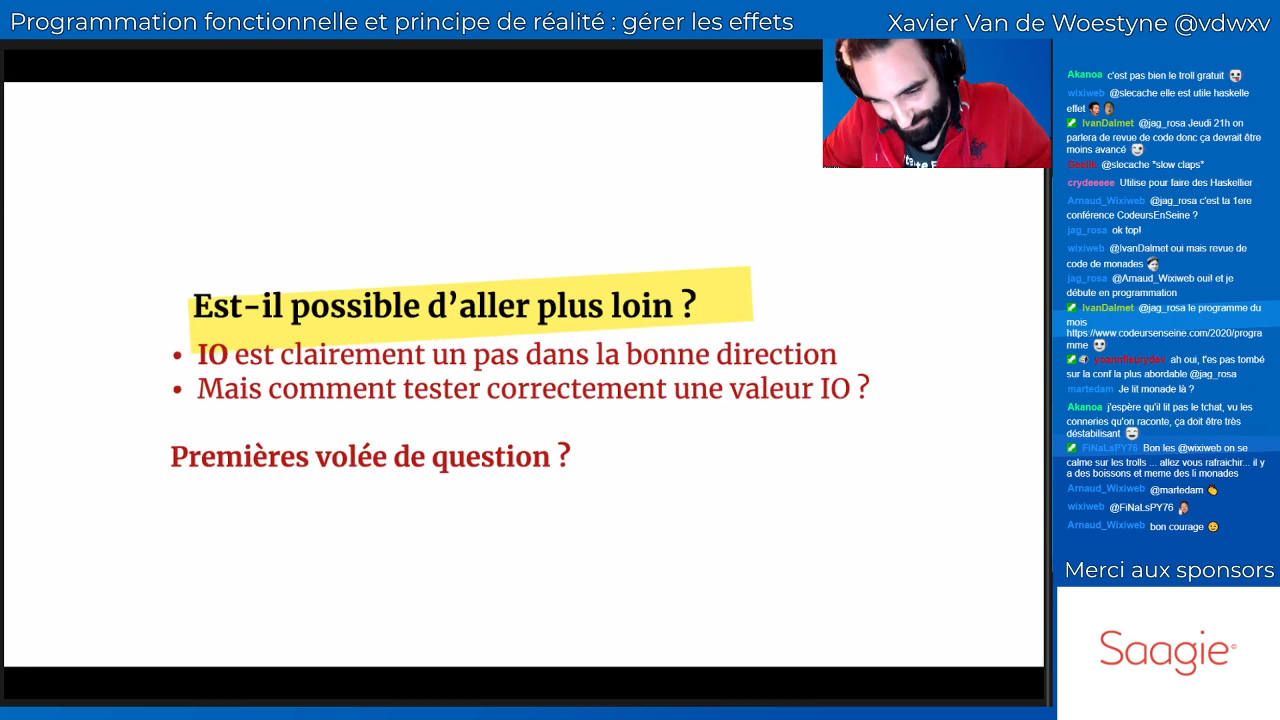 Programmation fonctionnelle et principe de réalité : gérer les effets
Xavier Van de Woestyne @vdwxv
Est-il possible d’aller plus loin ?
• IO est clairement un pas dans la bonne direction
• Mais comment tester correctement une valeur IO ?
Premières volée de question ?
Akanoa c'est pas bien le troll gratuit
wixiweb @slecache elle est utile haskelle
effet
IvanDalmet @jag_rosa Jeudi 21h on
parlera de revue de code donc ça devrait être
moins avancé
@slecache *slow claps*
crydeeeee Utilise pour faire des Haskellier
Arnaud_Wixiweb @jag_rosa c'est ta 1ere
conférence CodeursEnSeine ?
jag_rosa ok top!
wixiweb @IvanDalmet oui mais revue de
code de monades
jag_rosa @Arnaud_Wixiweb oui! et je
débute en programmation
IvanDalmet @jag_rosa le programme du
mois
https://www.codeursenseine.com/2020/progra
mme
ah oui, t'es pas tombé
sur la conf la plus abordable @jag_rosa
martedam Je lit monade là ?
Akanoa j'espère qu'il lit pas le tchat, vu les
conneries qu'on raconte, ça doit être très
déstabilisant
FiNaLsPY76 Bon les @wixiweb on se
calme sur les trolls ... allez vous rafraichir... il y
a des boissons et meme des li monades
Arnaud_Wixiweb @martedam
wixiweb @FiNaLsPY76
Arnaud_Wixiweb bon courage
Merci aux sponsors
Saagie